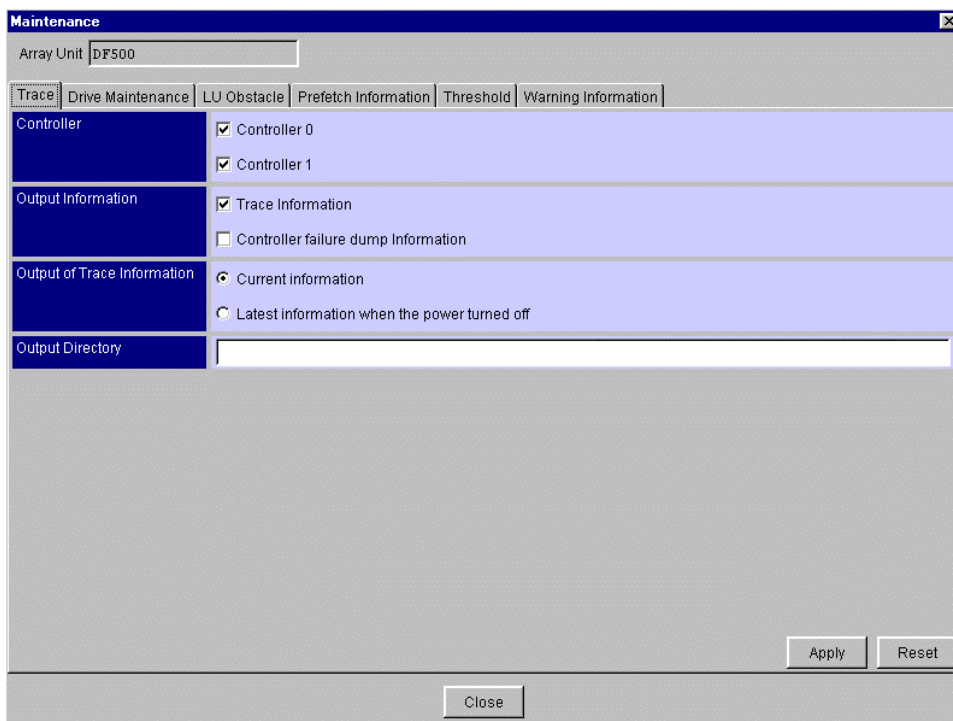 Maintenance
Array Unit DF500
Trace Drive Maintenance LU Obstacle Prefetch Information Threshold Warning Information
Controller
Controller 0
Controller 1
Output Information
Trace Information
Controller failure dump Information
Output of Trace Information
Current information
Latest information when the power turned off
Output Directory
Apply Reset
Close